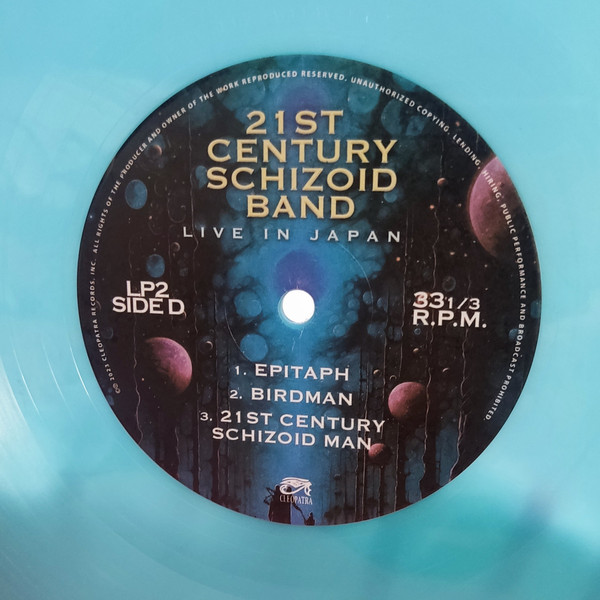 ℗© 2023 CLEOPATRA RECORDS, INC. ALL RIGHTS OF THE PRODUCER AND OWNER OF THE WORK REPRODUCED RESERVED. UNAUTHORIZED COPYING, LENDING, HIRING, PUBLIC PERFORMANCE AND BROADCAST PROHIBITED.
21ST
CENTURY
SCHIZOID
BAND
LIVE IN JAPAN
LP2
SIDE D
33 1/3
R.P.M.
1. EPITAPH
2. BIRDMAN
3. 21ST CENTURY
SCHIZOID MAN
CLEOPATRA